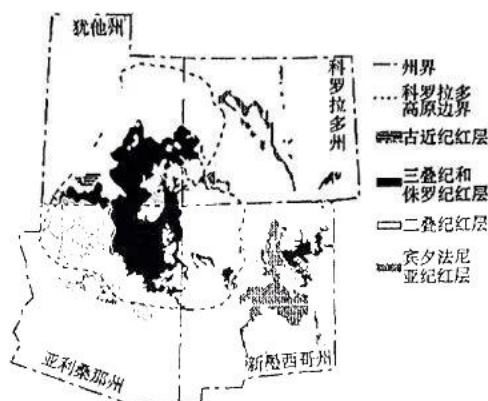 犹他州
科罗拉多州
亚利桑那州
新墨西哥州
州界
科罗拉多
高原边界
古近纪红层
三叠纪和
侏罗纪红层
二叠纪红层
宾夕法尼
亚纪红层